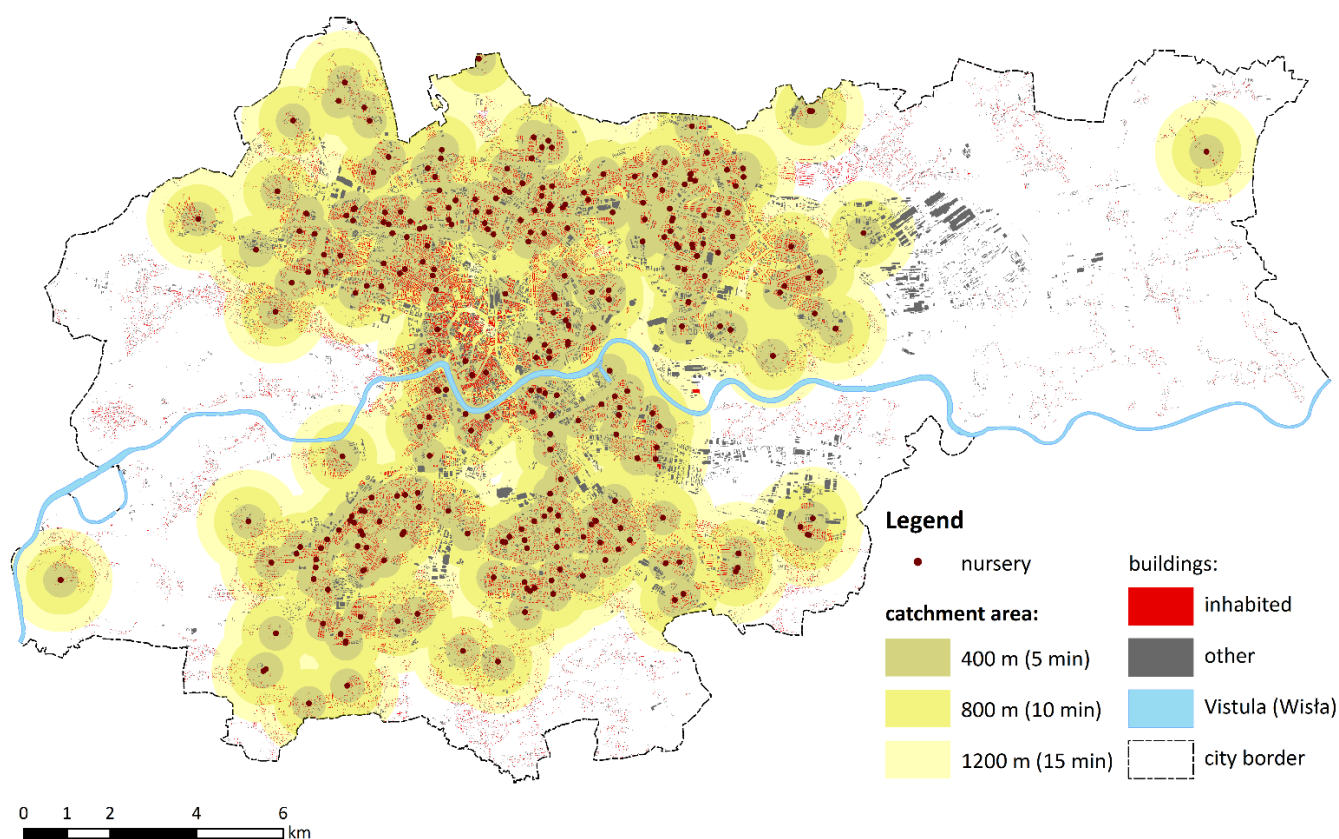 Legend
nursery
catchment area:
400 m (5 min)
800 m (10 min)
1200 m (15 min)
buildings:
inhabited
other
Vistula (Wisła)
city border
0 1 2 4 6
km